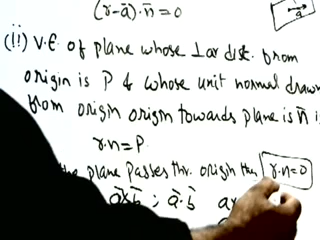 (r-ā).n̄=0
ā
(ii) V.E. of plane whose ⊥ar dist. from
origin is P & whose unit normal drawn
from origin origin towards plane is n̄ is
r.n=P.
the plane Passes thr. origin then r.n=0
ā×b̄ ; ā.b̄